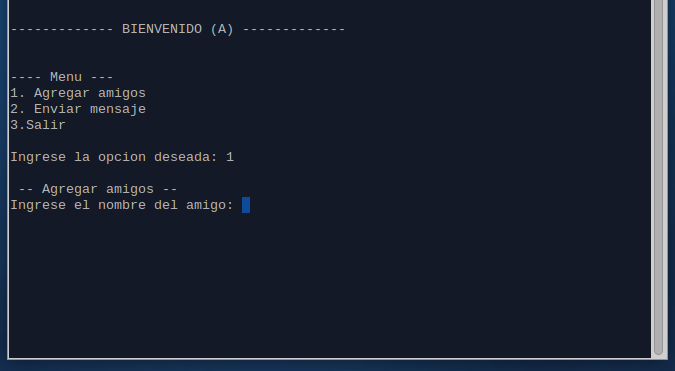 ------------- BIENVENIDO (A) -------------
---- Menu ---
1. Agregar amigos
2. Enviar mensaje
3.Salir
Ingrese la opcion deseada: 1
-- Agregar amigos --
Ingrese el nombre del amigo: